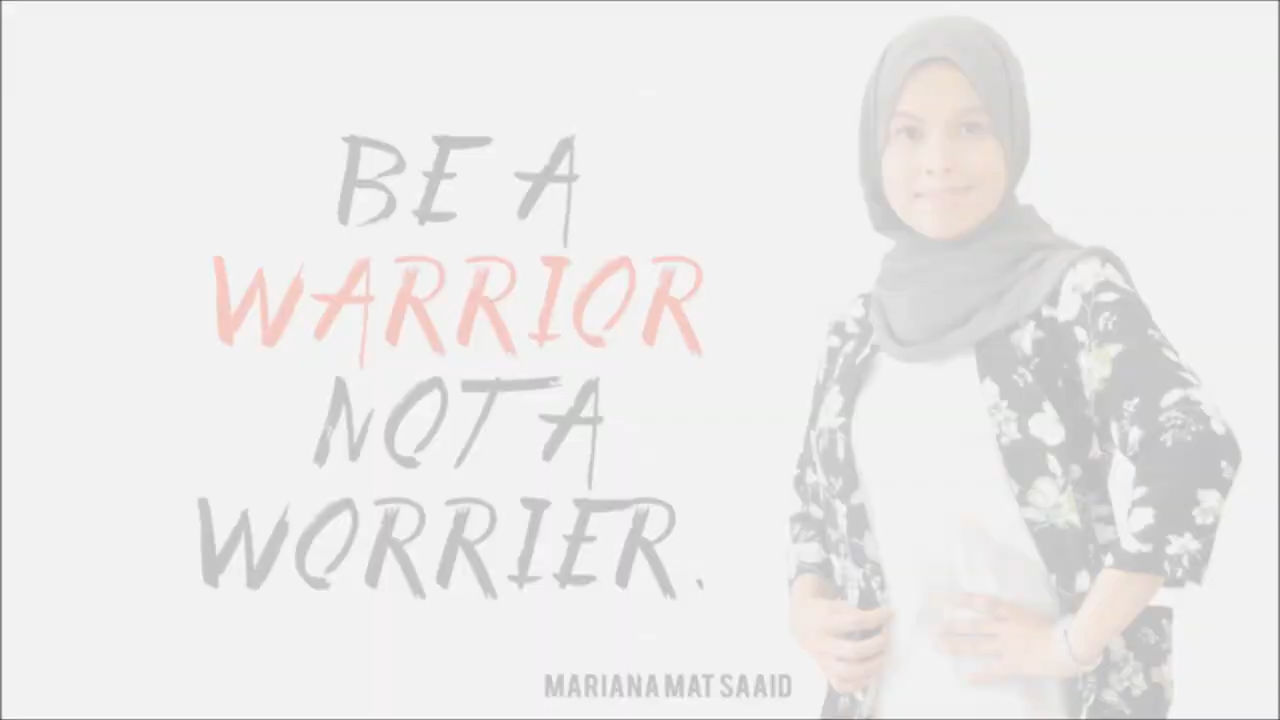 BE A
WARRIOR
NOT A
WORRIER.
MARIANA MAT SAAID